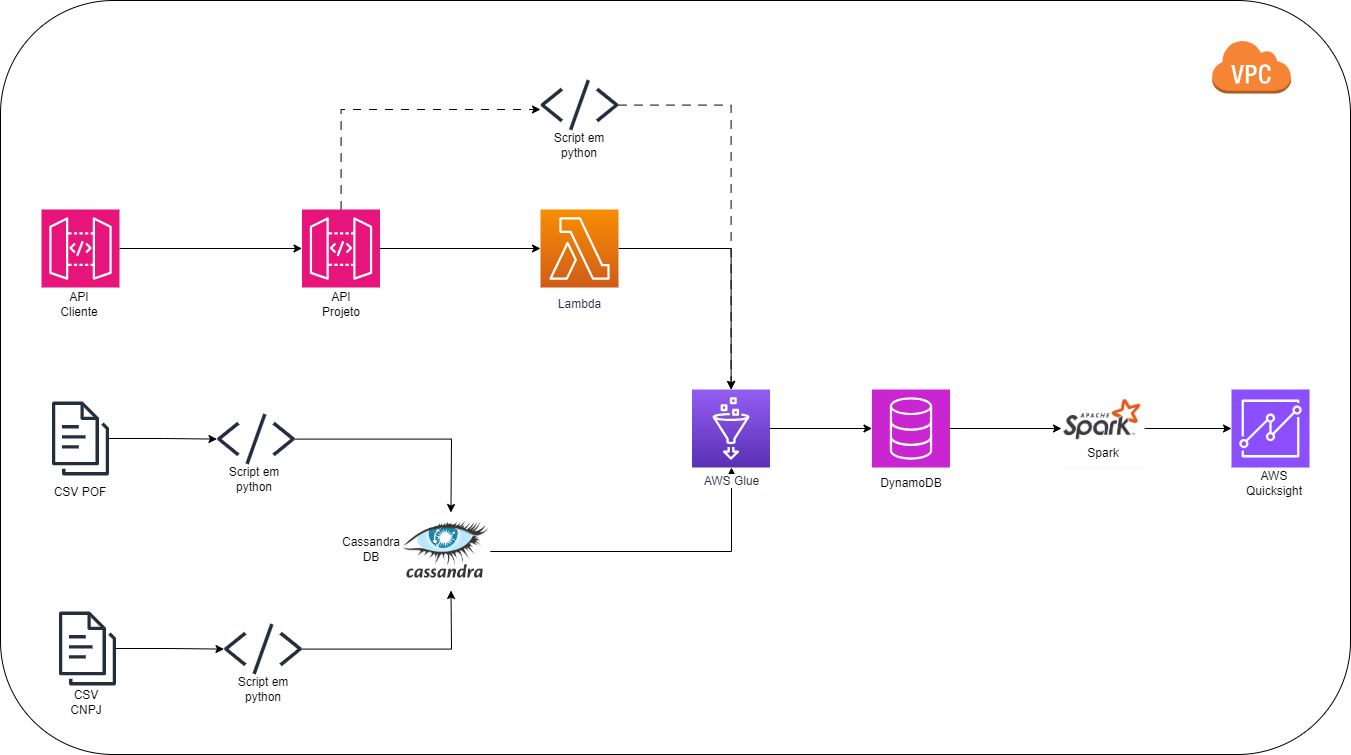 VPC
Script em
python
API
Cliente
API
Projeto
Lambda
CSV POF
Script em
python
AWS Glue
DynamoDB
APACHE
Spark
Spark
AWS
Quicksight
Cassandra
DB
cassandra
CSV
CNPJ
Script em
python